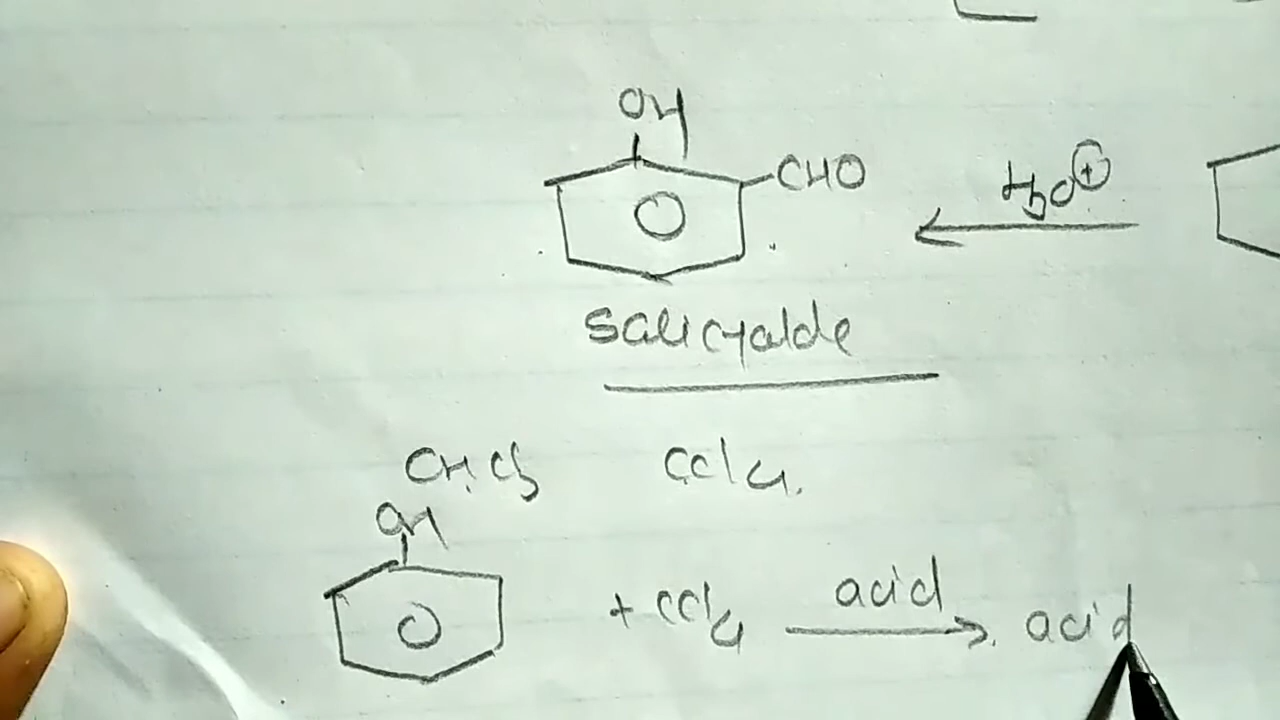 OH
CHO
H3O⊕
Salicyalde
CHCl3 CCl4.
OH
+ CCl4 acid → acid